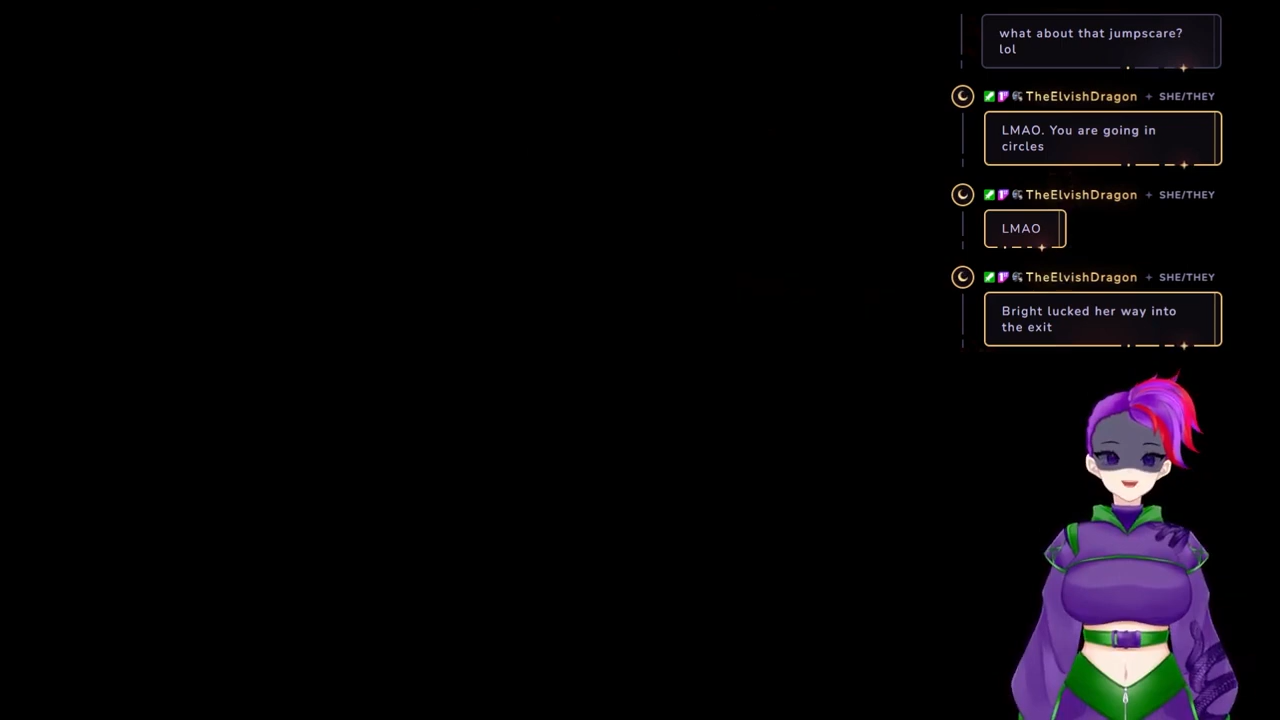 what about that jumpscare?
lol
TheElvishDragon + SHE/THEY
LMAO. You are going in
circles
TheElvishDragon + SHE/THEY
LMAO
TheElvishDragon + SHE/THEY
Bright lucked her way into
the exit